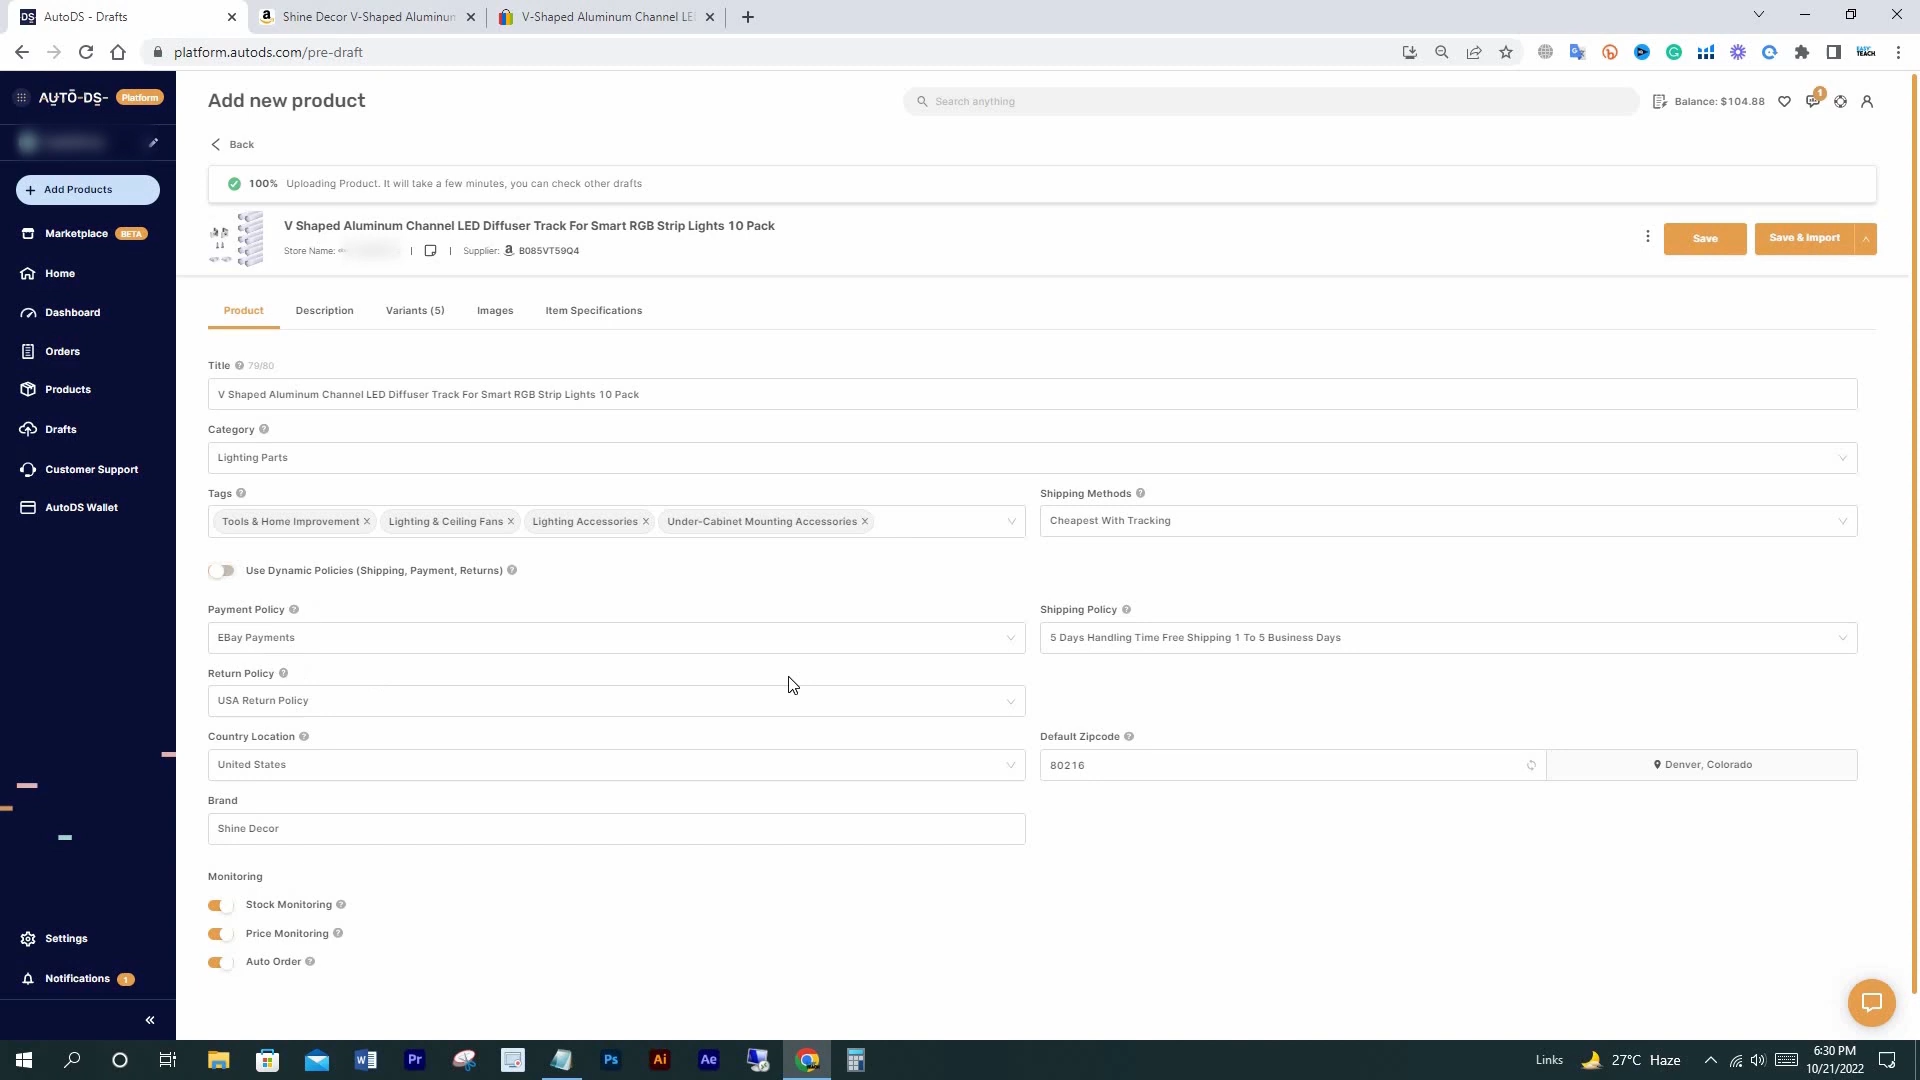 AutoDS - Drafts
Shine Decor V-Shaped Aluminum
V-Shaped Aluminum Channel LE
platform.autods.com/pre-draft
AUTO-DS- Platform
Add new product
Search anything
Balance: $104.88
1
Back
Add Products
100% Uploading Product. It will take a few minutes, you can check other drafts
V Shaped Aluminum Channel LED Diffuser Track For Smart RGB Strip Lights 10 Pack
Store Name:
Supplier: B085VT59Q4
Save
Save & Import
Marketplace BETA
Home
Dashboard
Orders
Products
Drafts
Customer Support
AutoDS Wallet
Product
Description
Variants (5)
Images
Item Specifications
Title 79/80
V Shaped Aluminum Channel LED Diffuser Track For Smart RGB Strip Lights 10 Pack
Category
Lighting Parts
Tags
Tools & Home Improvement
Lighting & Ceiling Fans
Lighting Accessories
Under-Cabinet Mounting Accessories
Shipping Methods
Cheapest With Tracking
Use Dynamic Policies (Shipping, Payment, Returns)
Payment Policy
EBay Payments
Shipping Policy
5 Days Handling Time Free Shipping 1 To 5 Business Days
Return Policy
USA Return Policy
Country Location
United States
Default Zipcode
80216
Denver, Colorado
Brand
Shine Decor
Monitoring
Stock Monitoring
Price Monitoring
Auto Order
Settings
Notifications 1
Links
27°C Haze
6:30 PM
10/21/2022